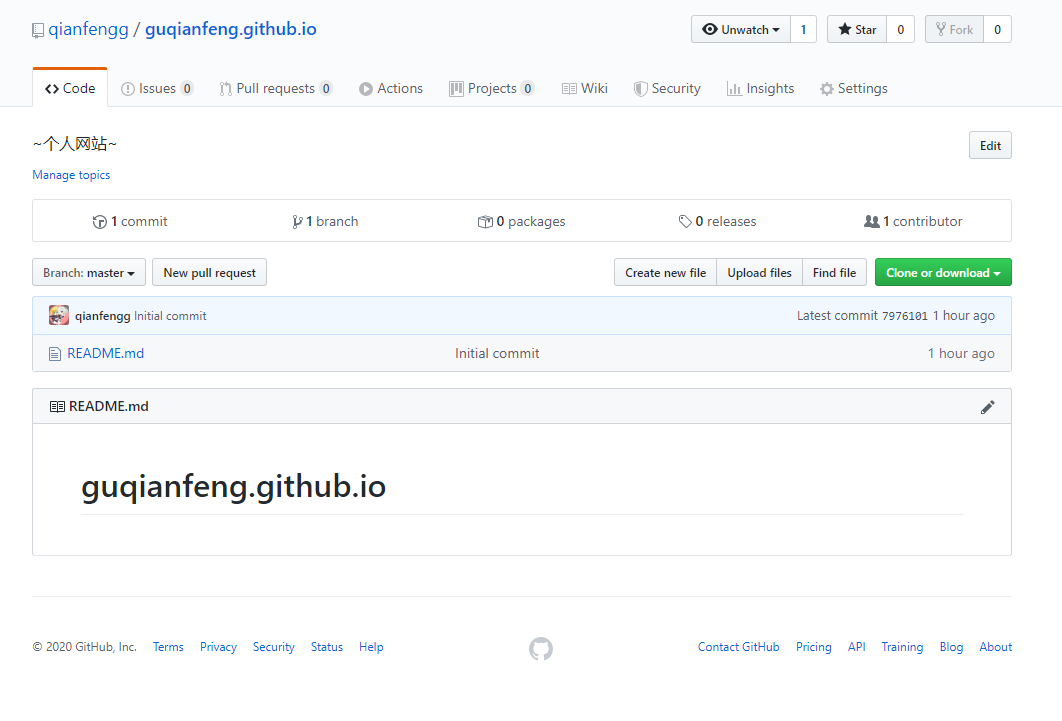 qianfengg / guqianfeng.github.io Unwatch 1 Star 0 Fork 0
Code Issues 0 Pull requests 0 Actions Projects 0 Wiki Security Insights Settings
~个人网站~ Edit
Manage topics
1 commit 1 branch 0 packages 0 releases 1 contributor
Branch: master New pull request Create new file Upload files Find file Clone or download
qianfengg Initial commit Latest commit 7976101 1 hour ago
README.md Initial commit 1 hour ago
README.md
guqianfeng.github.io
© 2020 GitHub, Inc. Terms Privacy Security Status Help Contact GitHub Pricing API Training Blog About